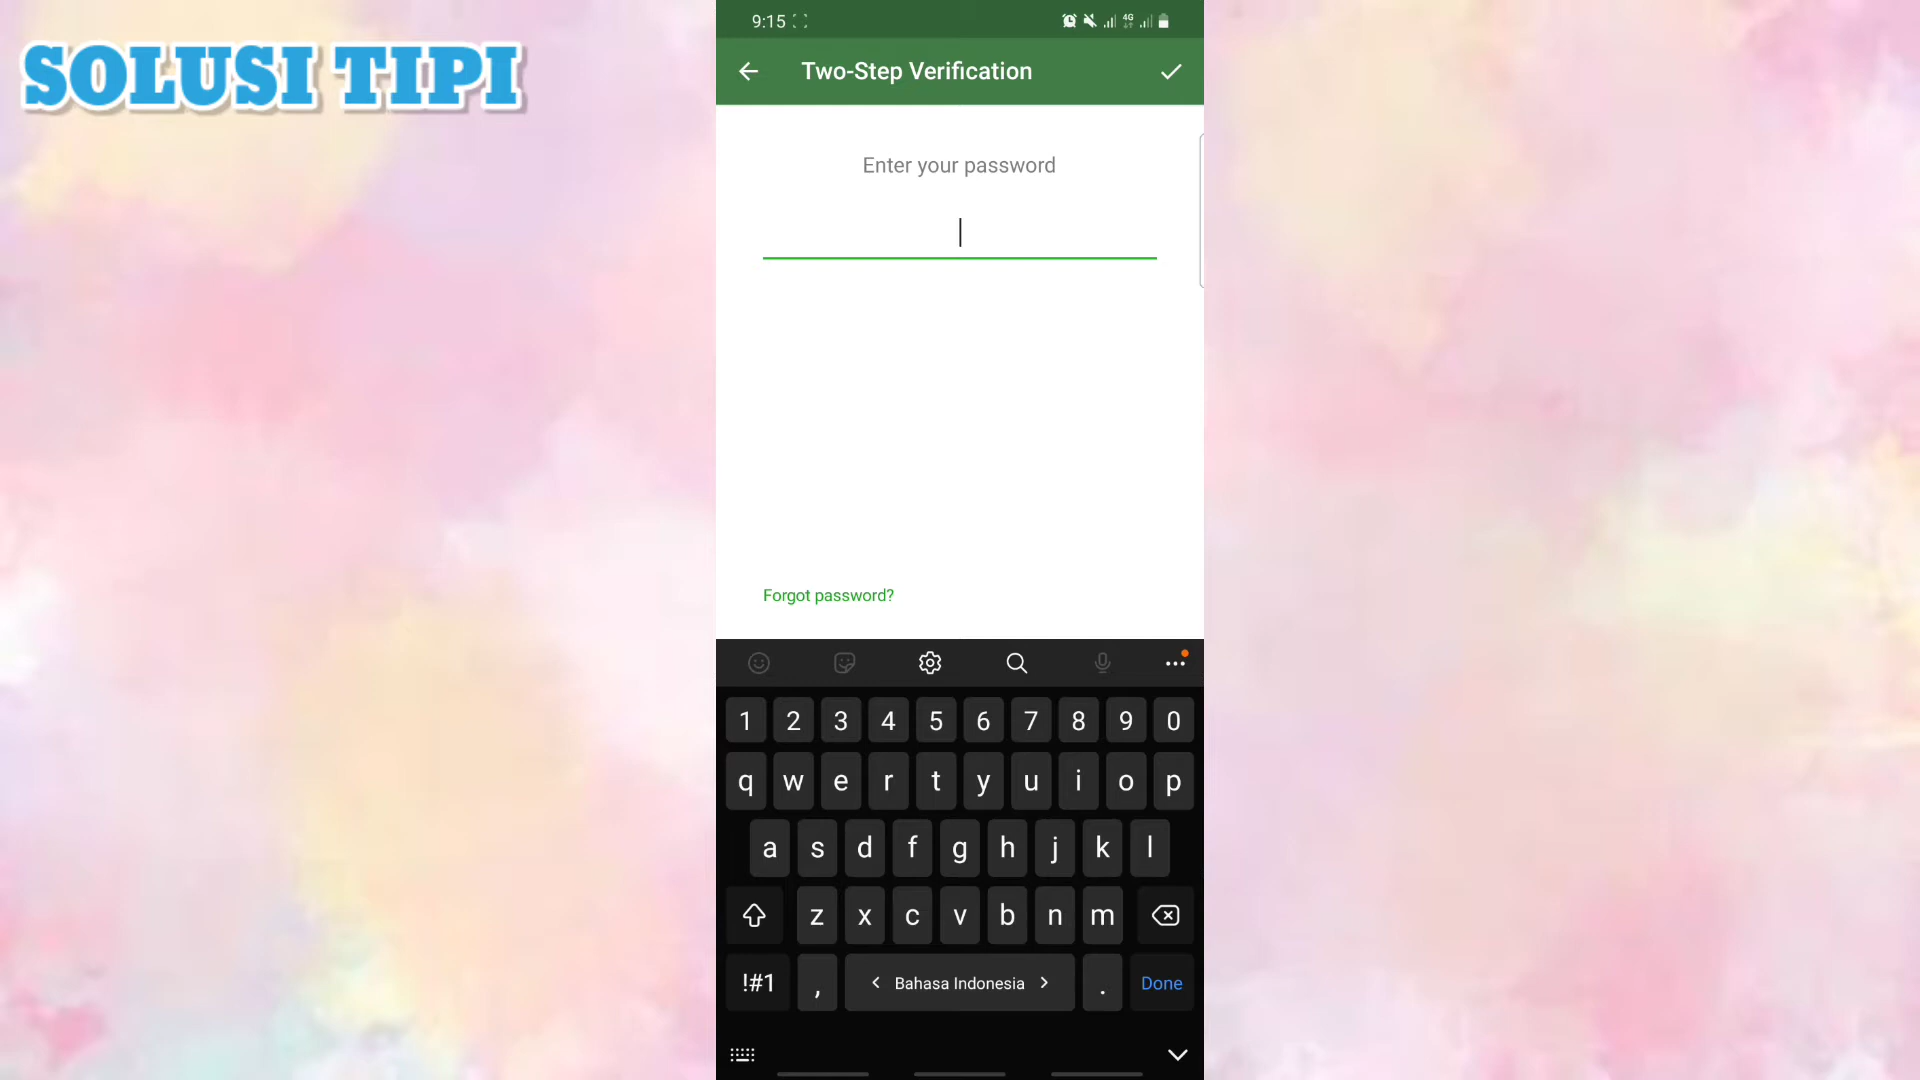 SOLUSI TIPI
9:15
4G
Two-Step Verification
Enter your password
Forgot password?
1 2 3 4 5 6 7 8 9 0
q w e r t y u i o p
a s d f g h j k l
z x c v b n m
!#1 , < Bahasa Indonesia > . Done